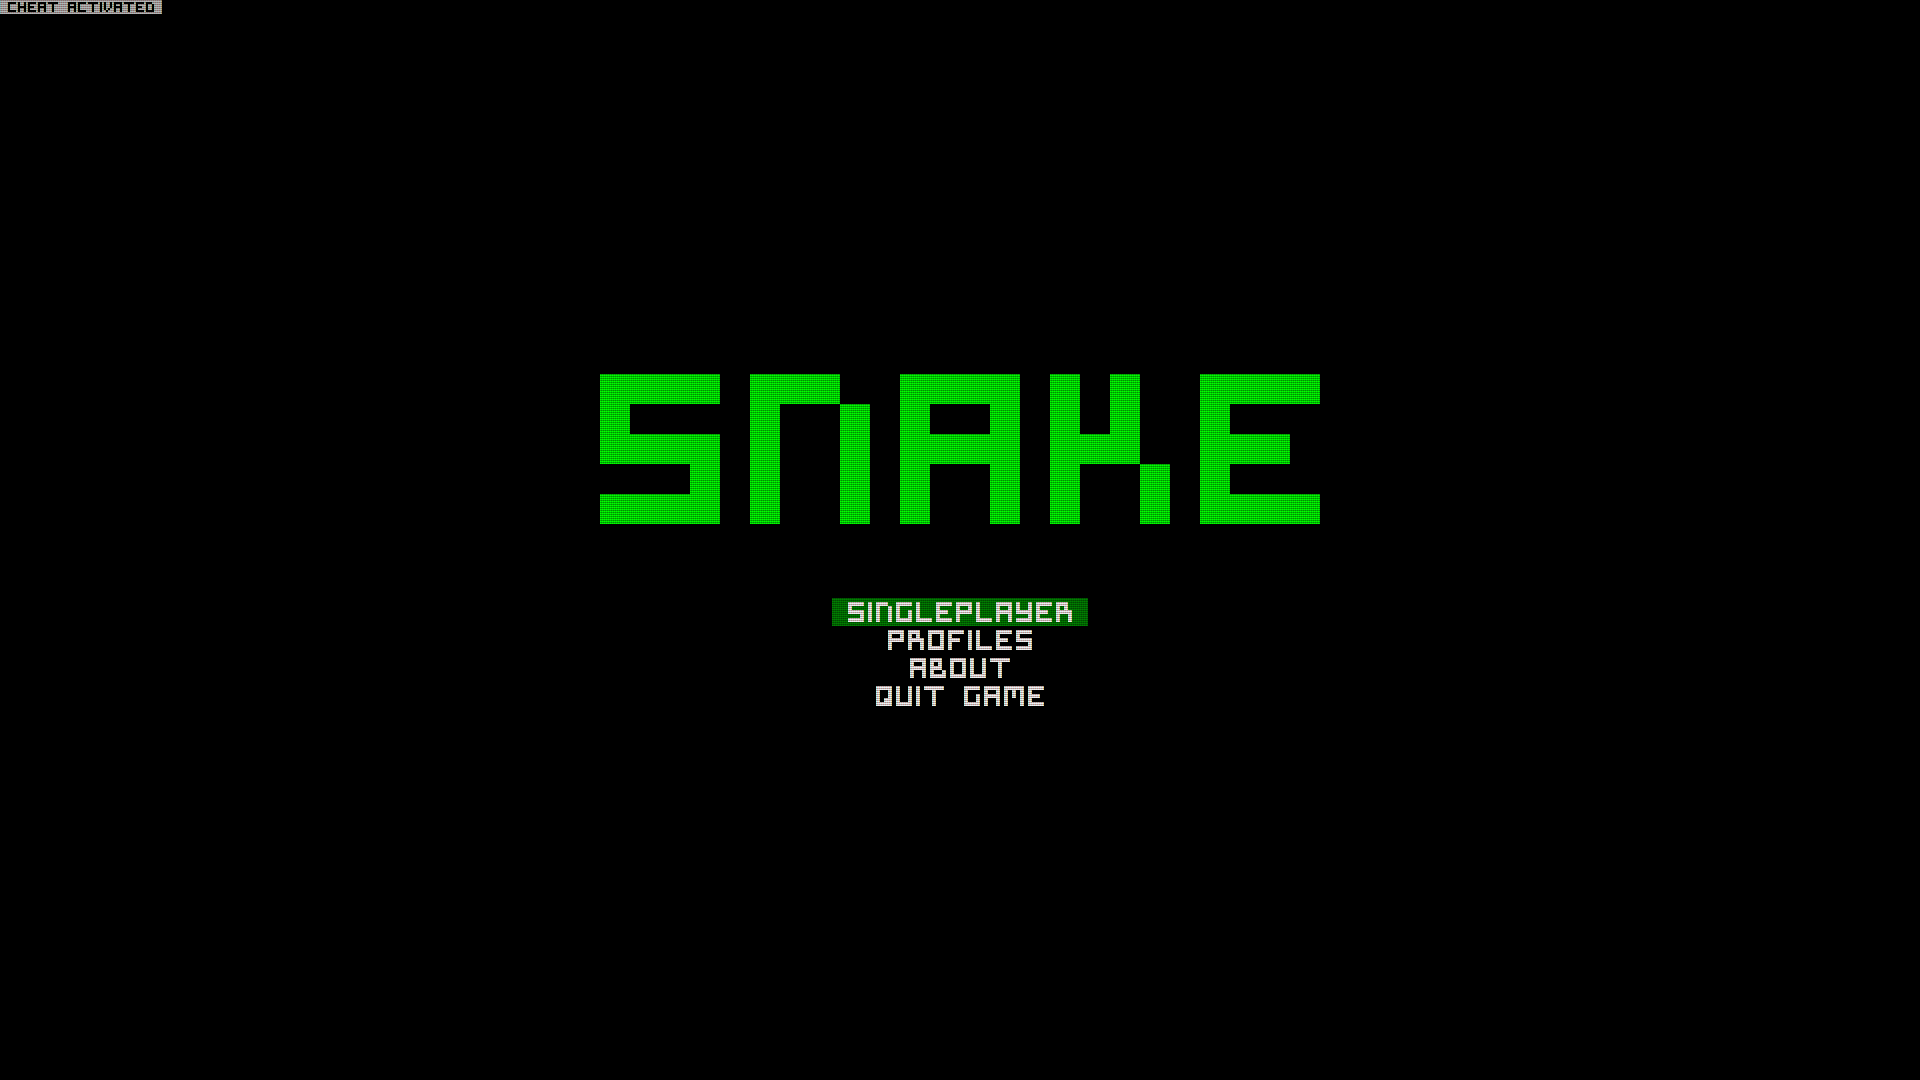 CHEAT ACTIVATED
SNAKE
SINGLEPLAYER
PROFILES
ABOUT
QUIT GAME